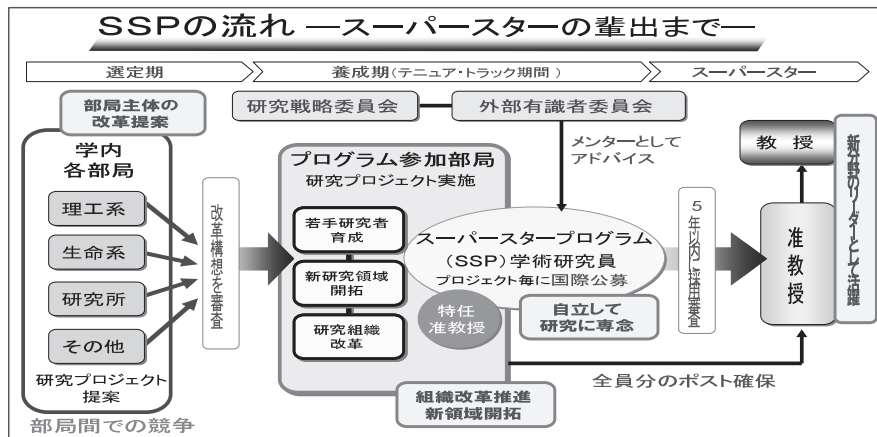 SSPの流れ ―スーパースターの輩出まで―
選定期
養成期(テニュア・トラック期間)
スーパースター
部局主体の
改革提案
研究戦略委員会
外部有識者委員会
学内
各部局
理工系
生命系
研究所
その他
研究プロジェクト
提案
部局間での競争
改革構想を審査
プログラム参加部局
研究プロジェクト実施
若手研究者
育成
新研究領域
開拓
研究組織
改革
メンターとして
アドバイス
スーパースタープログラム
(SSP)学術研究員
プロジェクト毎に国際公募
特任
准教授
自立して
研究に専念
組織改革推進
新領域開拓
5年以内に採用審査
全員分のポスト確保
教授
准教授
新分野のリーダーとして活躍